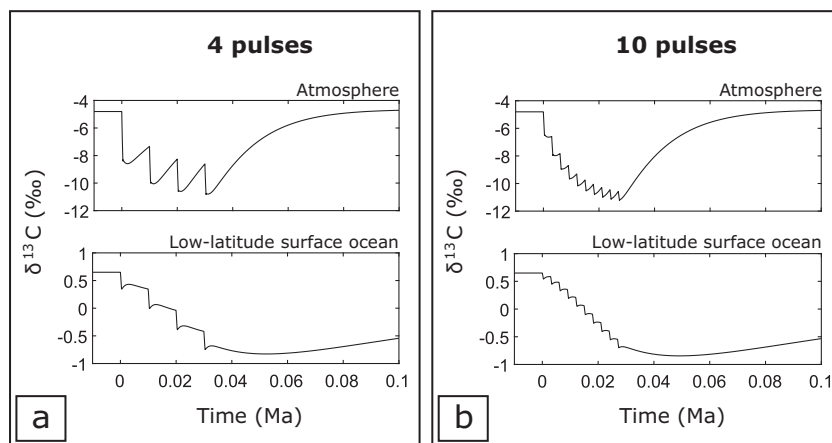 4 pulses
Atmosphere
-4
-6
-8
-10
-12
δ¹³C (‰)
Low-latitude surface ocean
1
0.5
0
-0.5
-1
0 0.02 0.04 0.06 0.08 0.1
Time (Ma)
a
10 pulses
Atmosphere
-4
-6
-8
-10
-12
δ¹³C (‰)
Low-latitude surface ocean
1
0.5
0
-0.5
-1
0 0.02 0.04 0.06 0.08 0.1
Time (Ma)
b